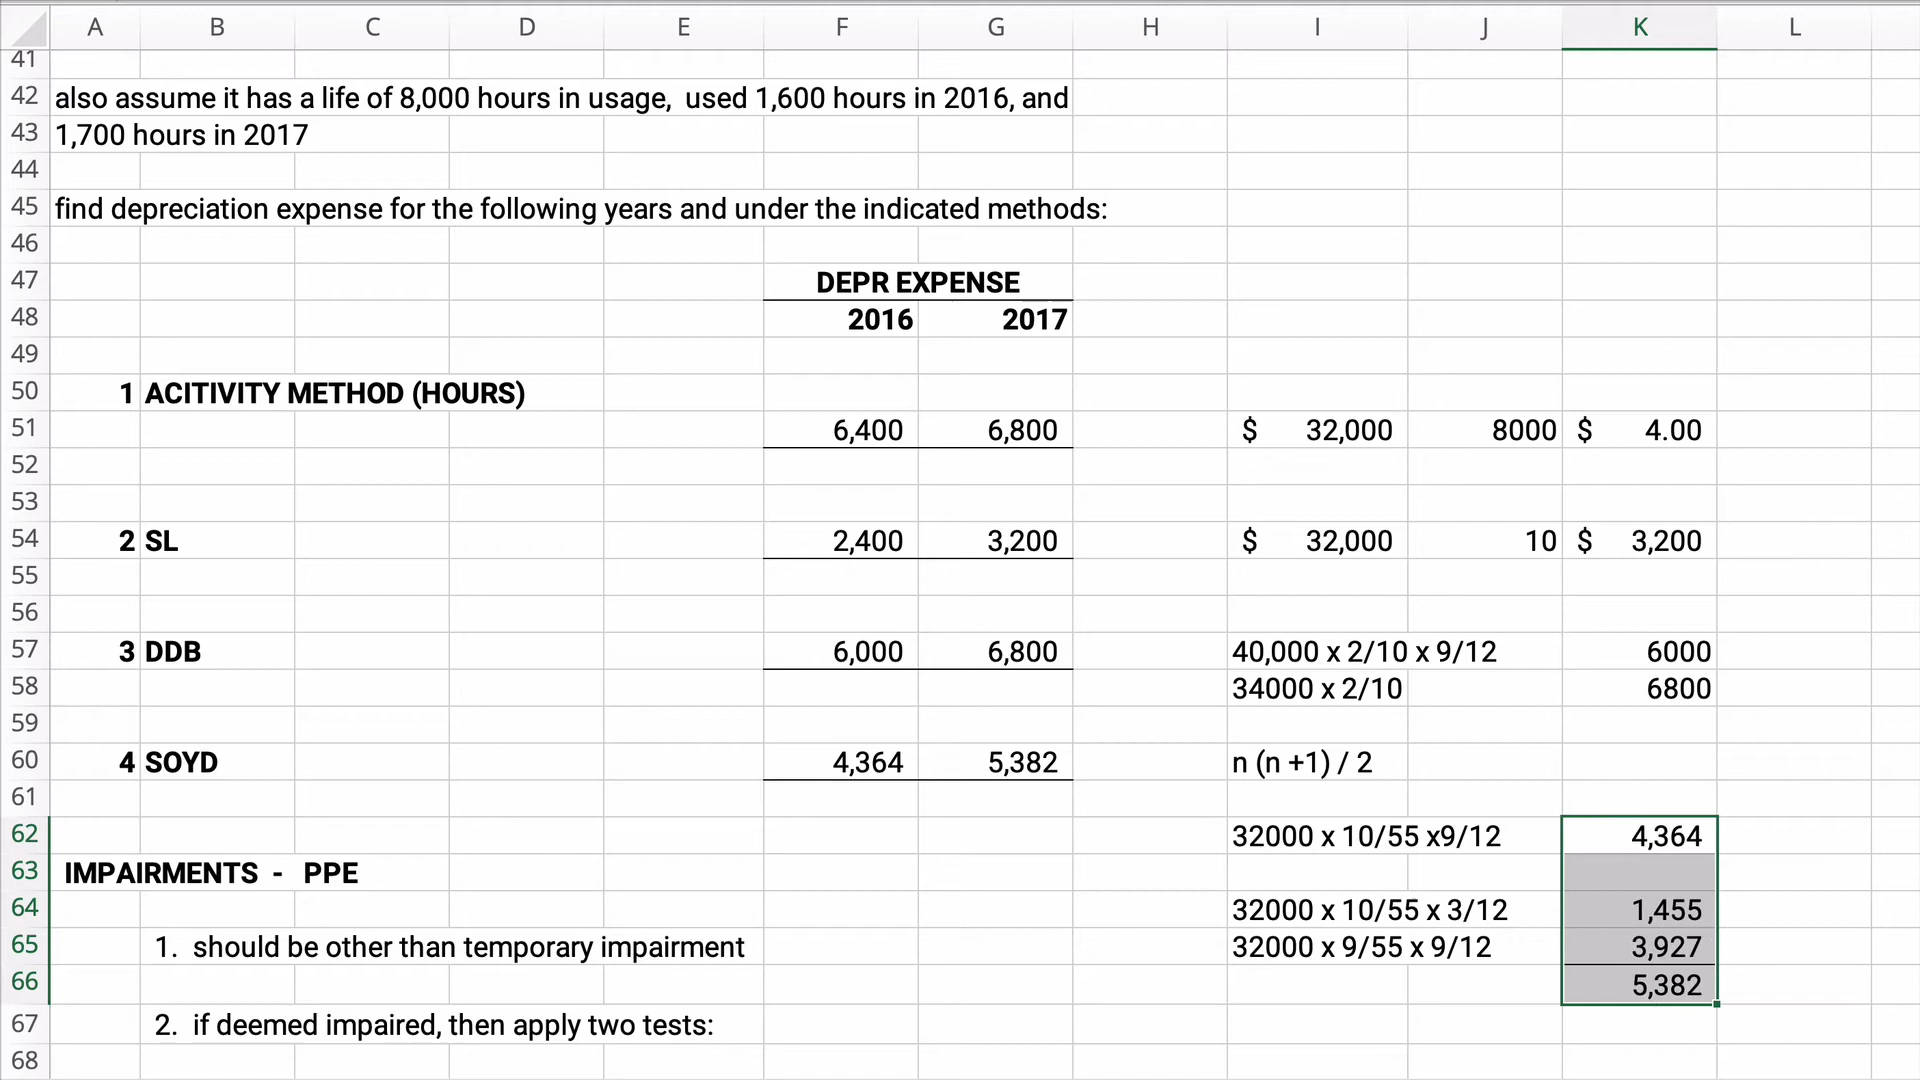 A B C D E F G H I J K L
41
42 also assume it has a life of 8,000 hours in usage,  used 1,600 hours in 2016, and
43 1,700 hours in 2017
44
45 find depreciation expense for the following years and under the indicated methods:
46
47 DEPR EXPENSE
48 2016 2017
49
50 1 ACITIVITY METHOD (HOURS)
51 6,400 6,800 $ 32,000 8000 $ 4.00
52
53
54 2 SL 2,400 3,200 $ 32,000 10 $ 3,200
55
56
57 3 DDB 6,000 6,800 40,000 x 2/10 x 9/12 6000
58 34000 x 2/10 6800
59
60 4 SOYD 4,364 5,382 n (n +1) / 2
61
62 32000 x 10/55 x9/12 4,364
63 IMPAIRMENTS - PPE
64 32000 x 10/55 x 3/12 1,455
65 1. should be other than temporary impairment 32000 x 9/55 x 9/12 3,927
66 5,382
67 2. if deemed impaired, then apply two tests:
68